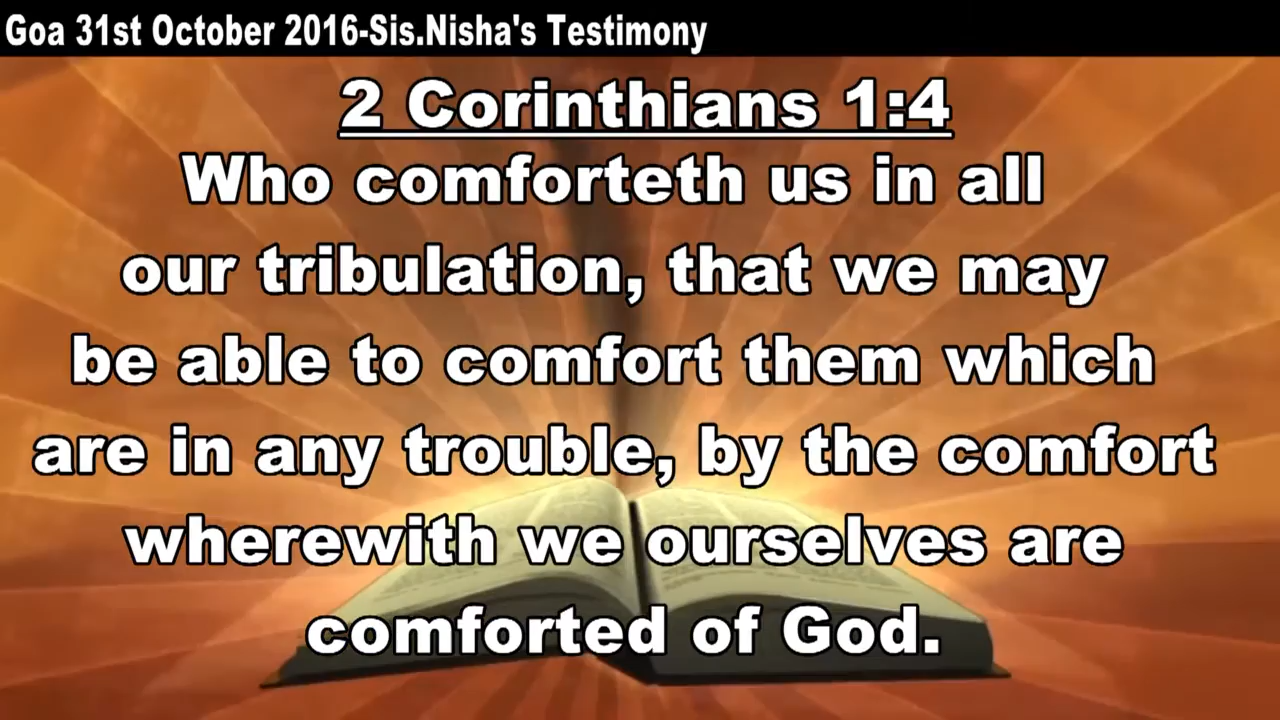 Goa 31st October 2016-Sis.Nisha's Testimony
2 Corinthians 1:4
Who comforteth us in all
our tribulation, that we may
be able to comfort them which
are in any trouble, by the comfort
wherewith we ourselves are
comforted of God.